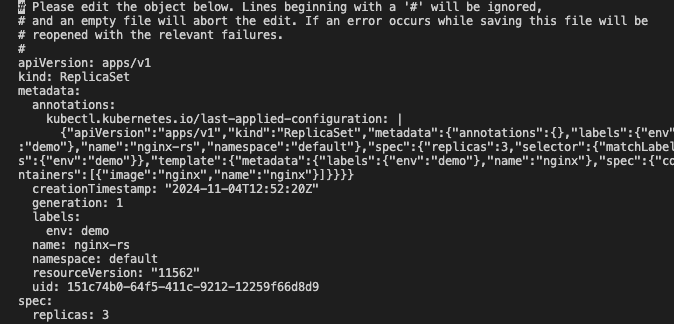 # Please edit the object below. Lines beginning with a '#' will be ignored,
# and an empty file will abort the edit. If an error occurs while saving this file will be
# reopened with the relevant failures.
#
apiVersion: apps/v1
kind: ReplicaSet
metadata:
  annotations:
    kubectl.kubernetes.io/last-applied-configuration: |
      {"apiVersion":"apps/v1","kind":"ReplicaSet","metadata":{"annotations":{},"labels":{"env"
:"demo"},"name":"nginx-rs","namespace":"default"},"spec":{"replicas":3,"selector":{"matchLabel
s":{"env":"demo"}},"template":{"metadata":{"labels":{"env":"demo"},"name":"nginx"},"spec":{"co
ntainers":[{"image":"nginx","name":"nginx"}]}}}}
  creationTimestamp: "2024-11-04T12:52:20Z"
  generation: 1
  labels:
    env: demo
  name: nginx-rs
  namespace: default
  resourceVersion: "11562"
  uid: 151c74b0-64f5-411c-9212-12259f66d8d9
spec:
  replicas: 3